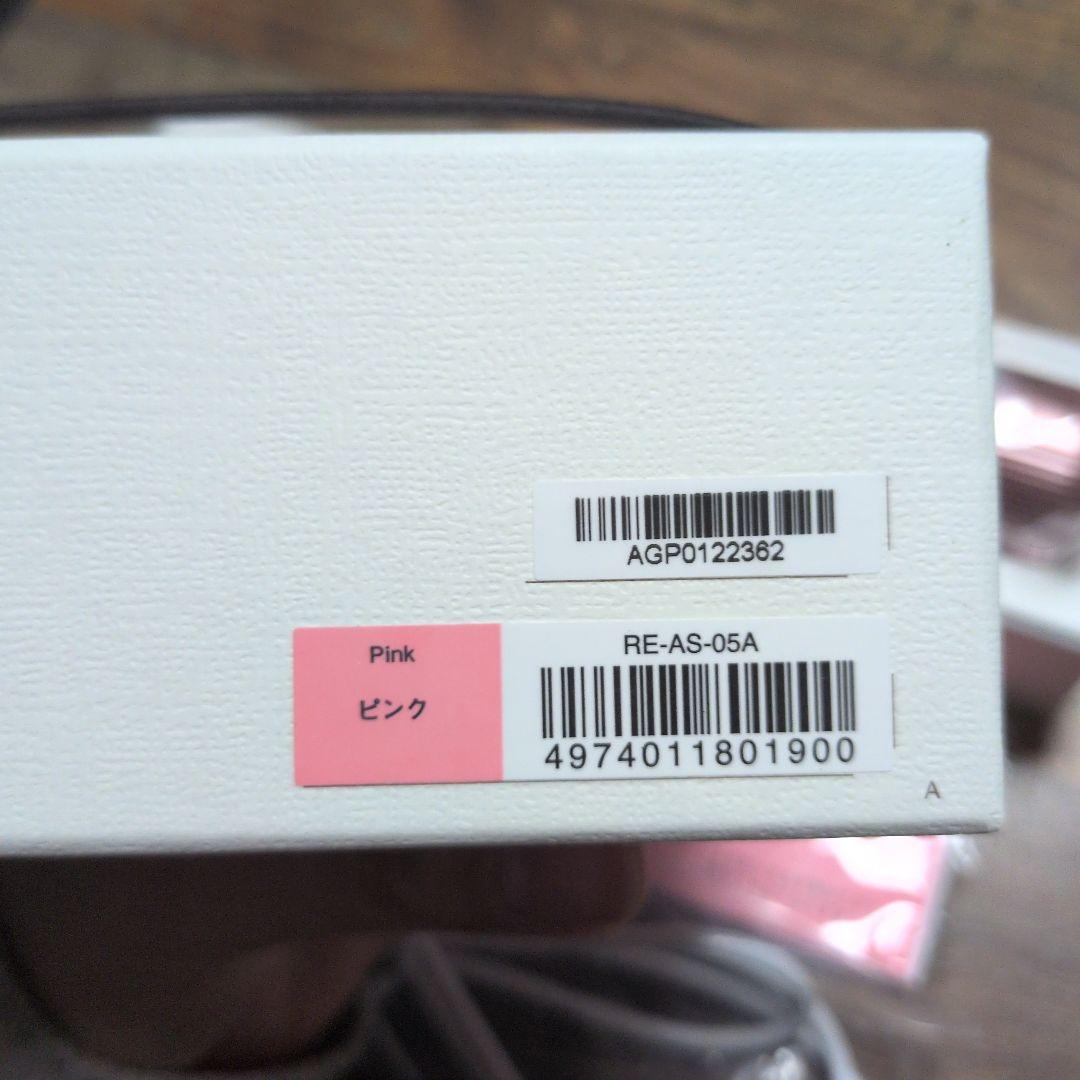 AGP0122362
Pink
ピンク
RE-AS-05A
4974011801900
A